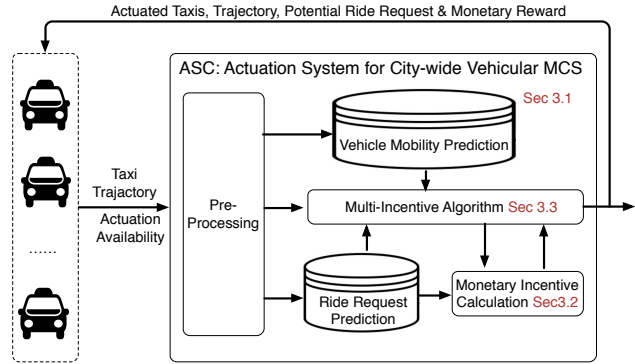 Actuated Taxis, Trajectory, Potential Ride Request & Monetary Reward
ASC: Actuation System for City-wide Vehicular MCS
Sec 3.1
Vehicle Mobility Prediction
Taxi
Trajactory
Actuation
Availability
Pre-
Processing
Multi-Incentive Algorithm Sec 3.3
......
Ride Request
Prediction
Monetary Incentive
Calculation Sec3.2